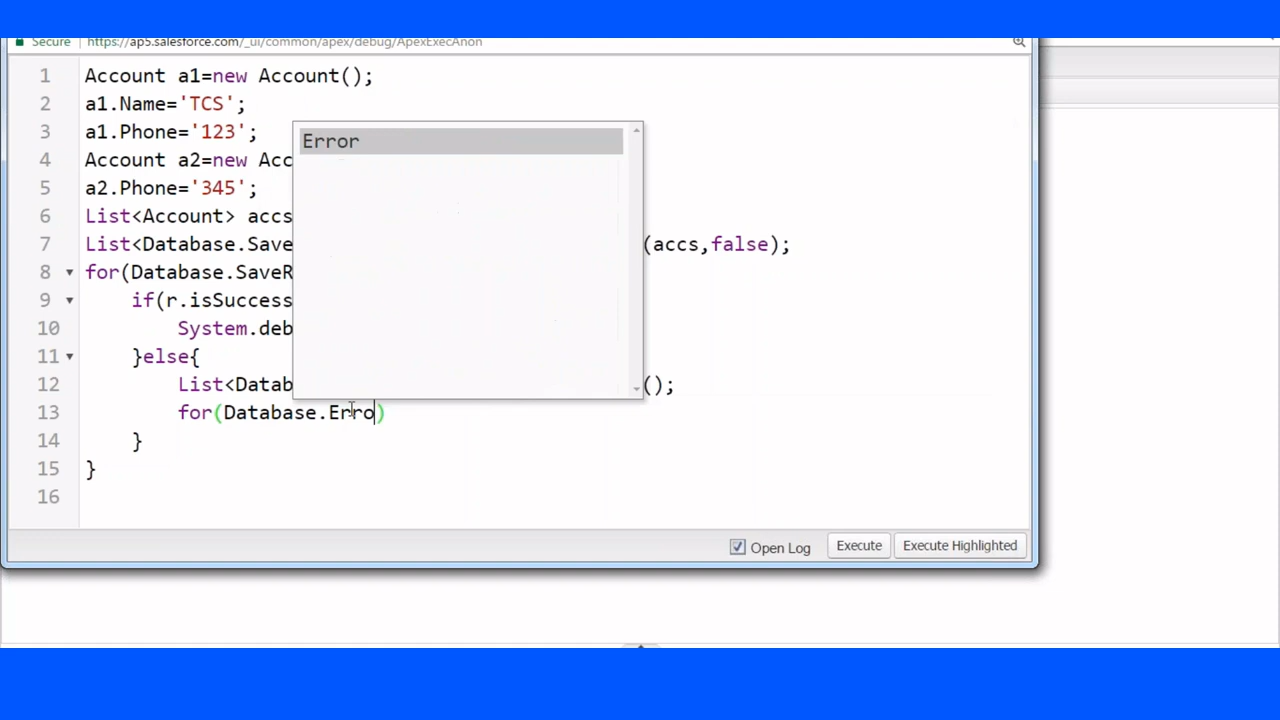 Secure https://ap5.salesforce.com/_ui/common/apex/debug/ApexExecAnon
1 Account a1=new Account();
2 a1.Name='TCS';
3 a1.Phone='123';
Error
4 Account a2=new Acc
5 a2.Phone='345';
6 List<Account> accs
7 List<Database.Save (accs,false);
8 for(Database.SaveR
9 if(r.isSuccess
10 System.deb
11 }else{
12 List<Datab ();
13 for(Database.Erro)
14 }
15 }
16
Open Log Execute Execute Highlighted